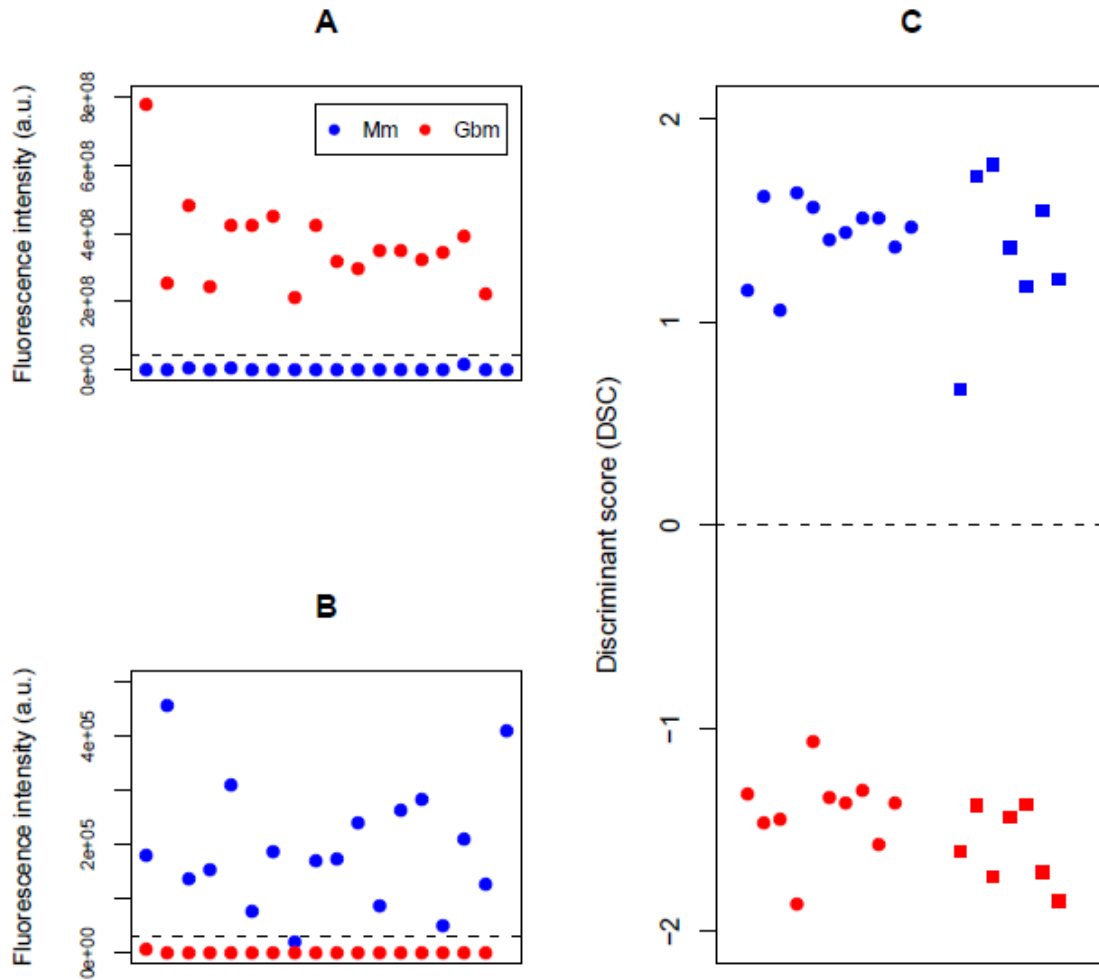 A
Fluorescence intensity (a.u.)
8e+08
6e+08
4e+08
2e+08
0e+00
Mm Gbm
B
Fluorescence intensity (a.u.)
4e+05
2e+05
0e+00
C
Discriminant score (DSC)
2
1
0
−1
−2